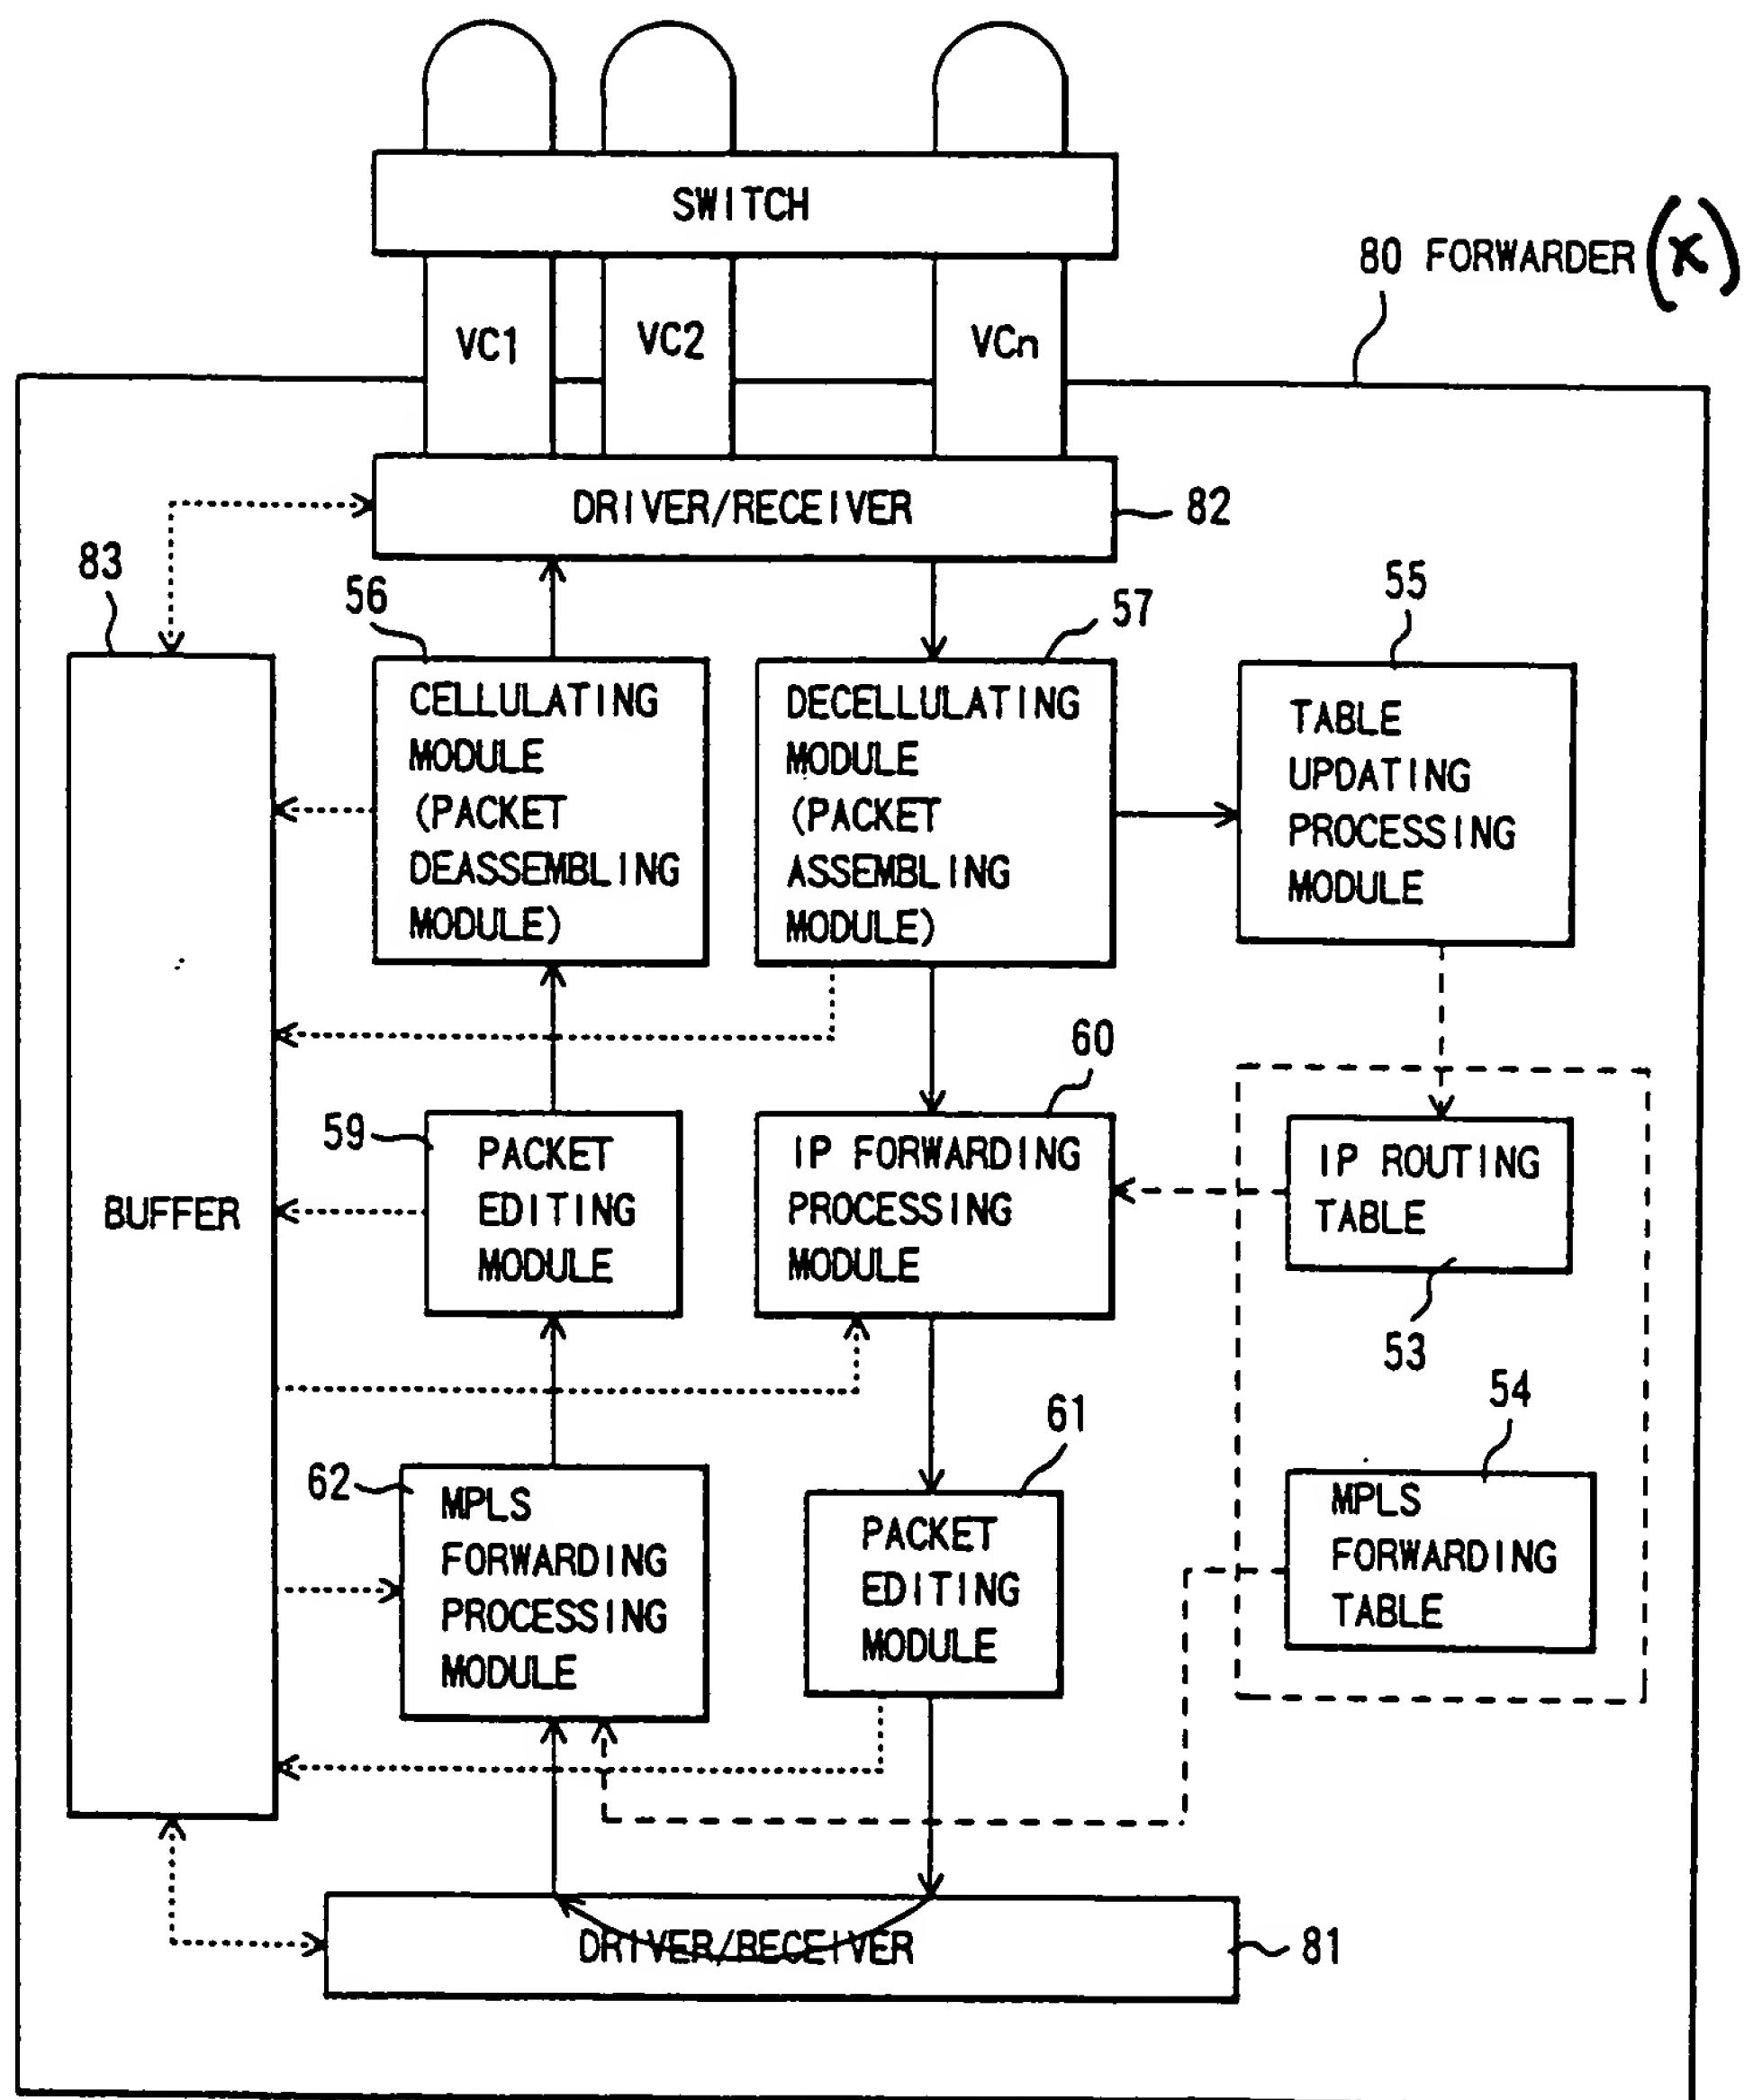 SWITCH
80 FORWARDER (X)
VC1
VC2
VCn
DRIVER/RECEIVER
82
83
56
57
55
CELLULATING
MODULE
(PACKET
DEASSEMBLING
MODULE)
DECELLULATING
MODULE
(PACKET
ASSEMBLING
MODULE)
TABLE
UPDATING
PROCESSING
MODULE
BUFFER
59
PACKET
EDITING
MODULE
60
IP FORWARDING
PROCESSING
MODULE
IP ROUTING
TABLE
53
54
62
MPLS
FORWARDING
PROCESSING
MODULE
61
PACKET
EDITING
MODULE
MPLS
FORWARDING
TABLE
DRIVER/RECEIVER
81